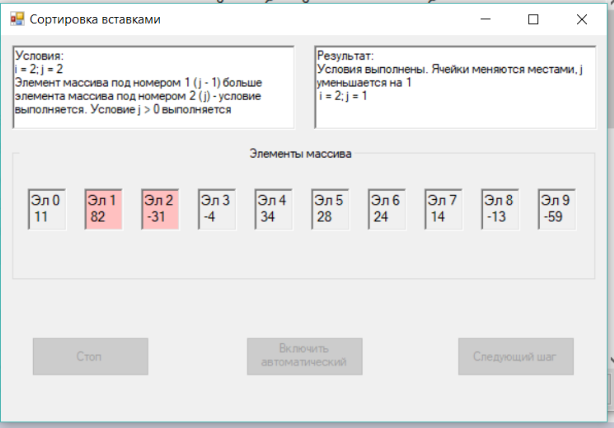 Сортировка вставками
Условия:
i = 2; j = 2
Элемент массива под номером 1 (j - 1) больше
элемента массива под номером 2 (j) - условие
выполняется. Условие j > 0 выполняется
Результат:
Условия выполнены. Ячейки меняются местами, j
уменьшается на 1
i = 2; j = 1
Элементы массива
Эл 0 Эл 1 Эл 2 Эл 3 Эл 4 Эл 5 Эл 6 Эл 7 Эл 8 Эл 9
11 82 -31 -4 34 28 24 14 -13 -59
Стоп
Включить
автоматический
Следующий шаг